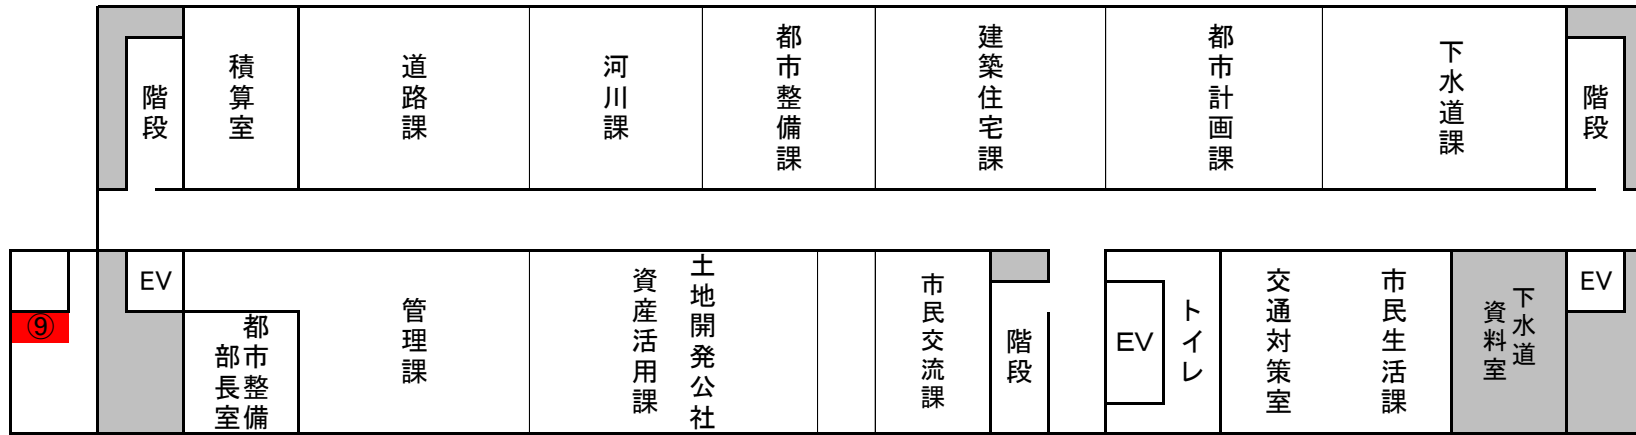 階段
積算室
道路課
河川課
都市整備課
建築住宅課
都市計画課
下水道課
階段
⑨
EV
都市整備
部長室
管理課
土地開発公社
資産活用課
市民交流課
階段
EV
トイレ
交通対策室
市民生活課
下水道
資料室
EV